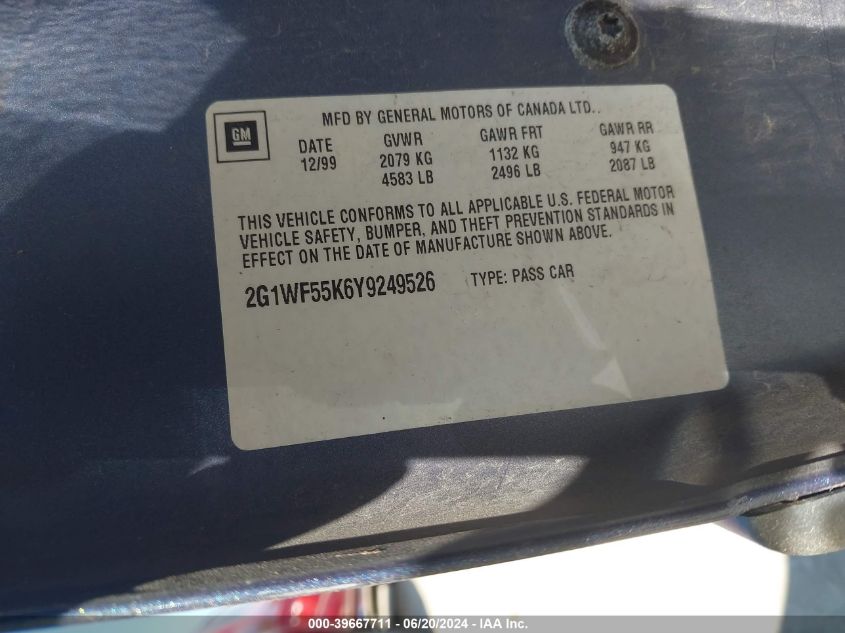 GM
MFD BY GENERAL MOTORS OF CANADA LTD..
DATE GVWR GAWR FRT GAWR RR
12/99 2079 KG 1132 KG 947 KG
4583 LB 2496 LB 2087 LB
THIS VEHICLE CONFORMS TO ALL APPLICABLE U.S. FEDERAL MOTOR
VEHICLE SAFETY, BUMPER, AND THEFT PREVENTION STANDARDS IN
EFFECT ON THE DATE OF MANUFACTURE SHOWN ABOVE.
2G1WF55K6Y9249526 TYPE: PASS CAR
000-39667711 - 06/20/2024 - IAA Inc.